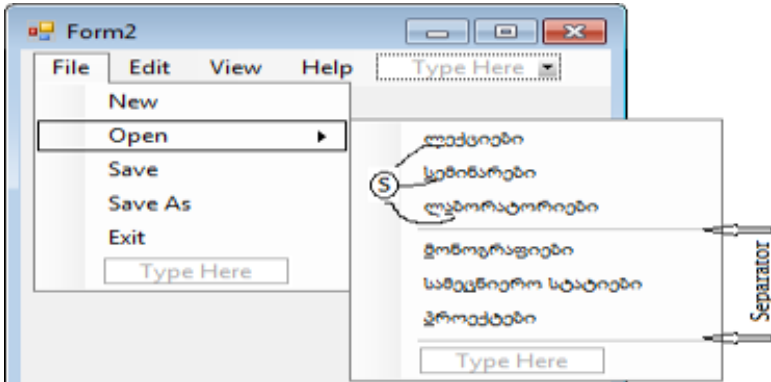 Form2
File Edit View Help Type Here
New
Open
Save
Save As
Exit
Type Here
ლექციები
სემინარები
ლაბორატორიები
მონოგრაფიები
სამეცნიერო სტატიები
პროექტები
Type Here
S
Separator